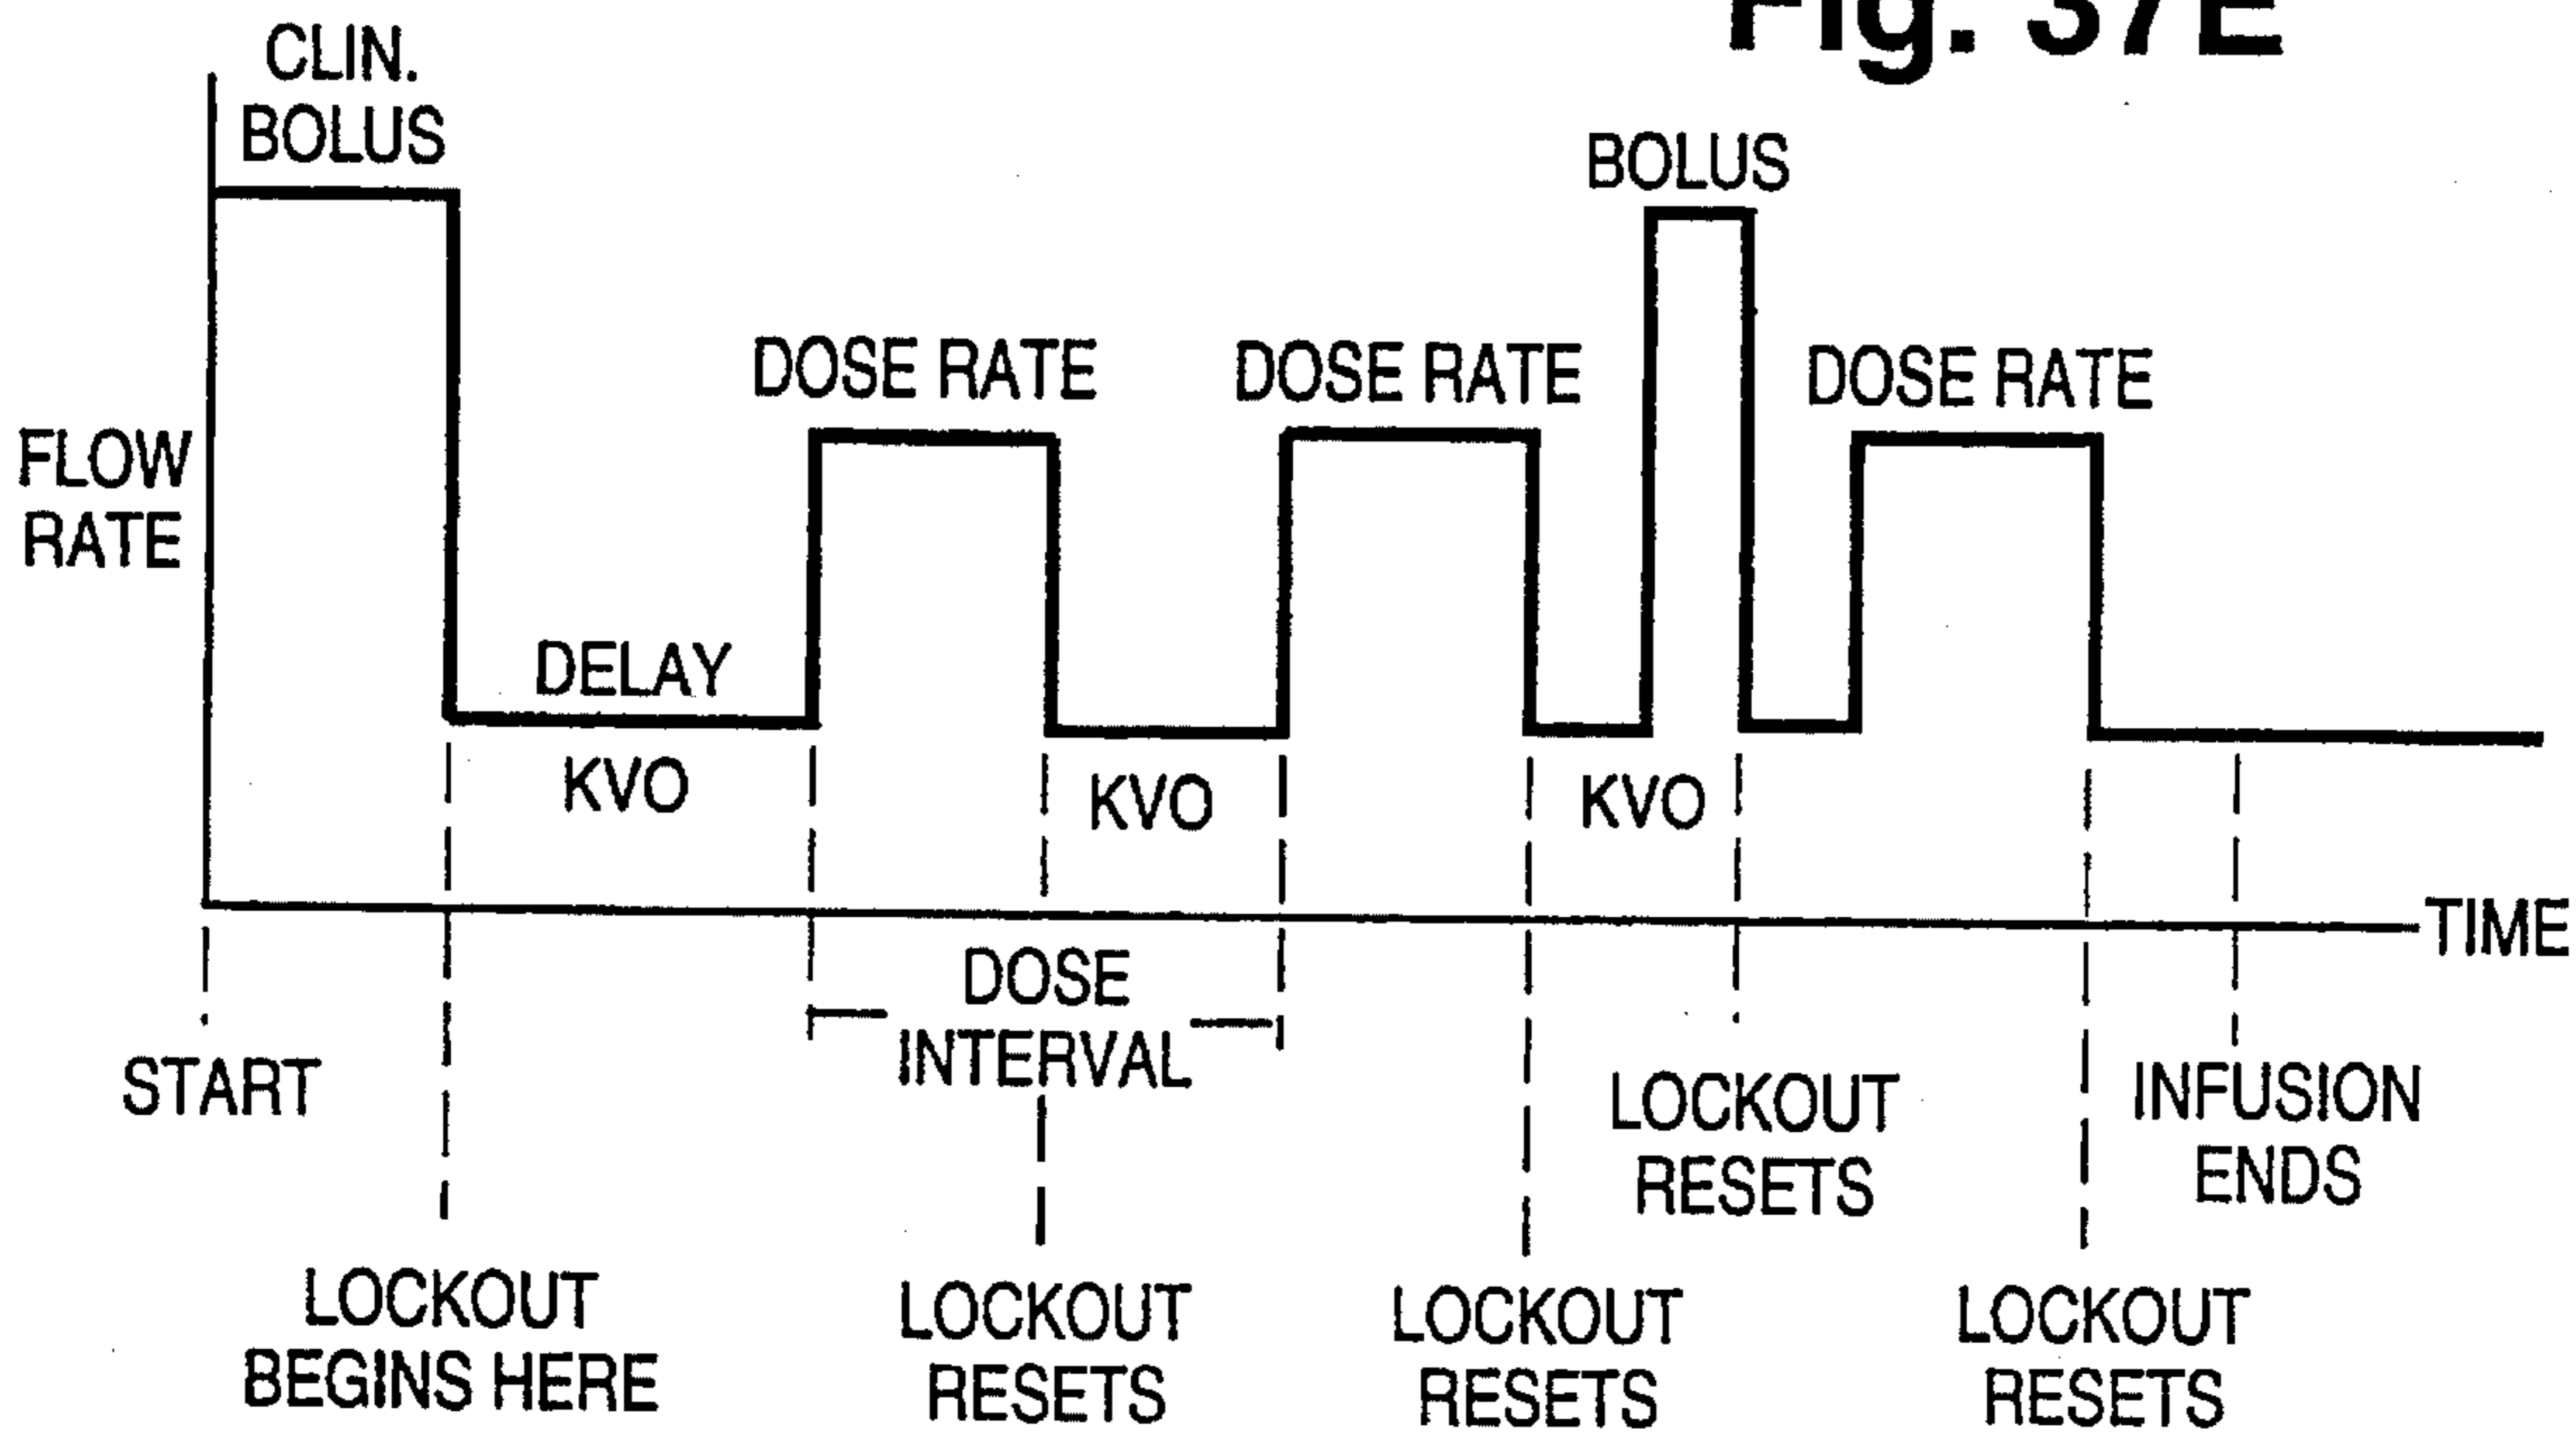 Fig. 37E
CLIN.
BOLUS
BOLUS
DOSE RATE
DOSE RATE
DOSE RATE
FLOW
RATE
DELAY
KVO
KVO
KVO
TIME
DOSE
INTERVAL
START
LOCKOUT
RESETS
INFUSION
ENDS
LOCKOUT
BEGINS HERE
LOCKOUT
RESETS
LOCKOUT
RESETS
LOCKOUT
RESETS